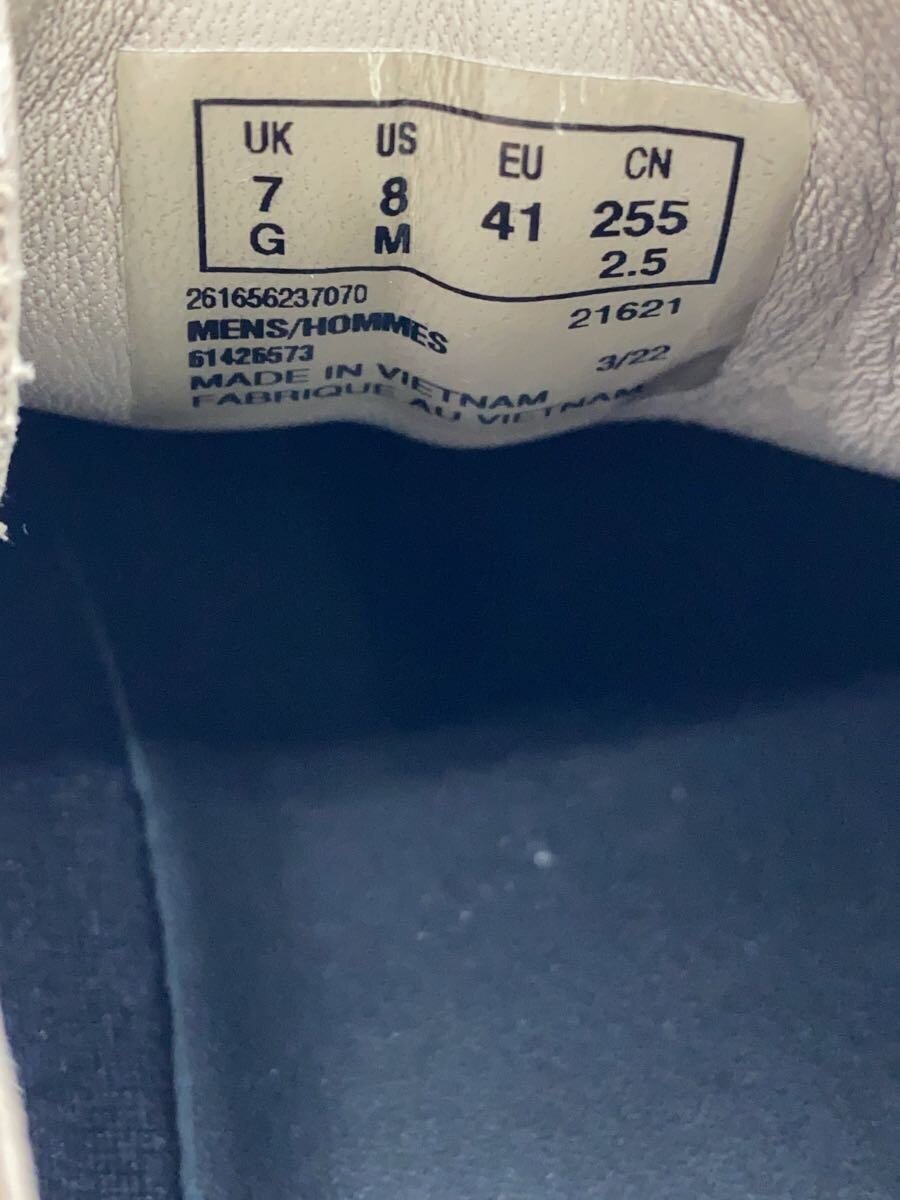 UK US EU CN
7 8 41 255
G M 2.5
261656237070 21621
MENS/HOMMES
61426573 3/22
MADE IN VIETNAM
FABRIQUE AU VIETNAM